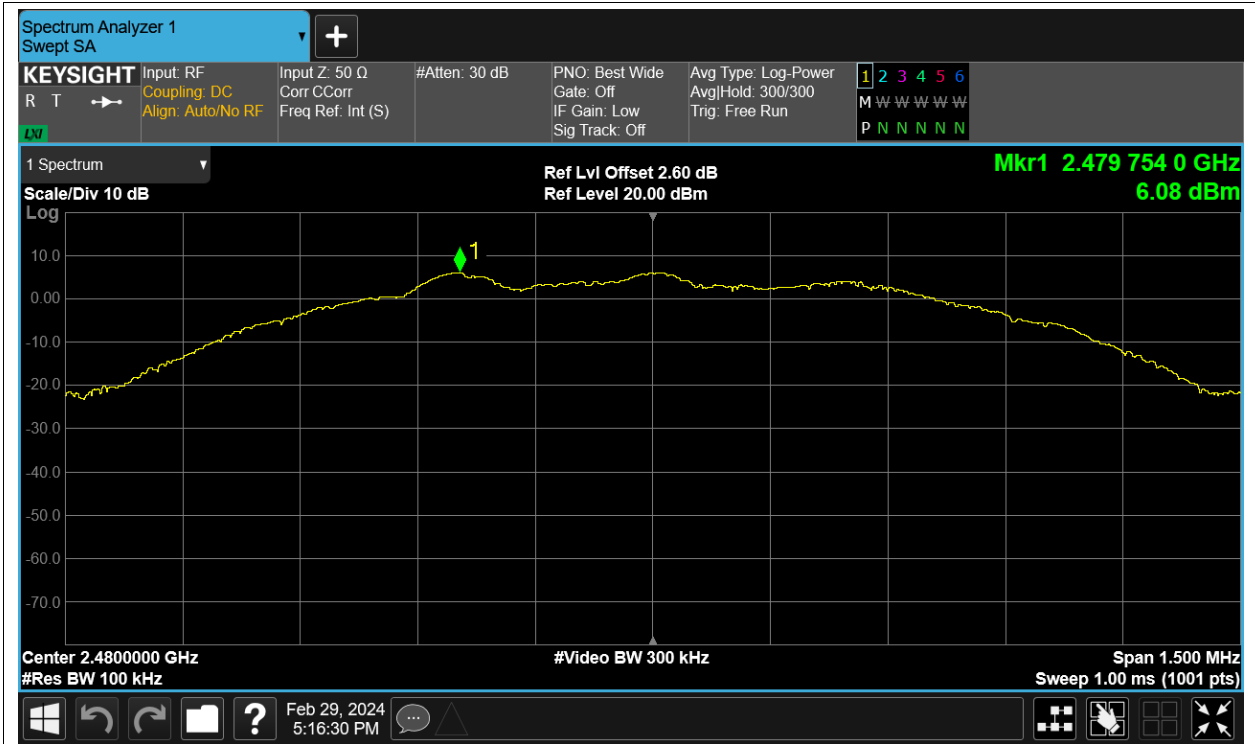 Spectrum Analyzer 1
Swept SA
KEYSIGHT
R T
LXI
Input: RF
Coupling: DC
Align: Auto/No RF
Input Z: 50 Ω
Corr CCorr
Freq Ref: Int (S)
#Atten: 30 dB
PNO: Best Wide
Gate: Off
IF Gain: Low
Sig Track: Off
Avg Type: Log-Power
Avg|Hold: 300/300
Trig: Free Run
1 2 3 4 5 6
M W W W W W W
P N N N N N
1 Spectrum
Scale/Div 10 dB
Log
Ref Lvl Offset 2.60 dB
Ref Level 20.00 dBm
Mkr1 2.479 754 0 GHz
6.08 dBm
1
10.0
0.00
-10.0
-20.0
-30.0
-40.0
-50.0
-60.0
-70.0
Center 2.4800000 GHz
#Res BW 100 kHz
#Video BW 300 kHz
Span 1.500 MHz
Sweep 1.00 ms (1001 pts)
?
Feb 29, 2024
5:16:30 PM